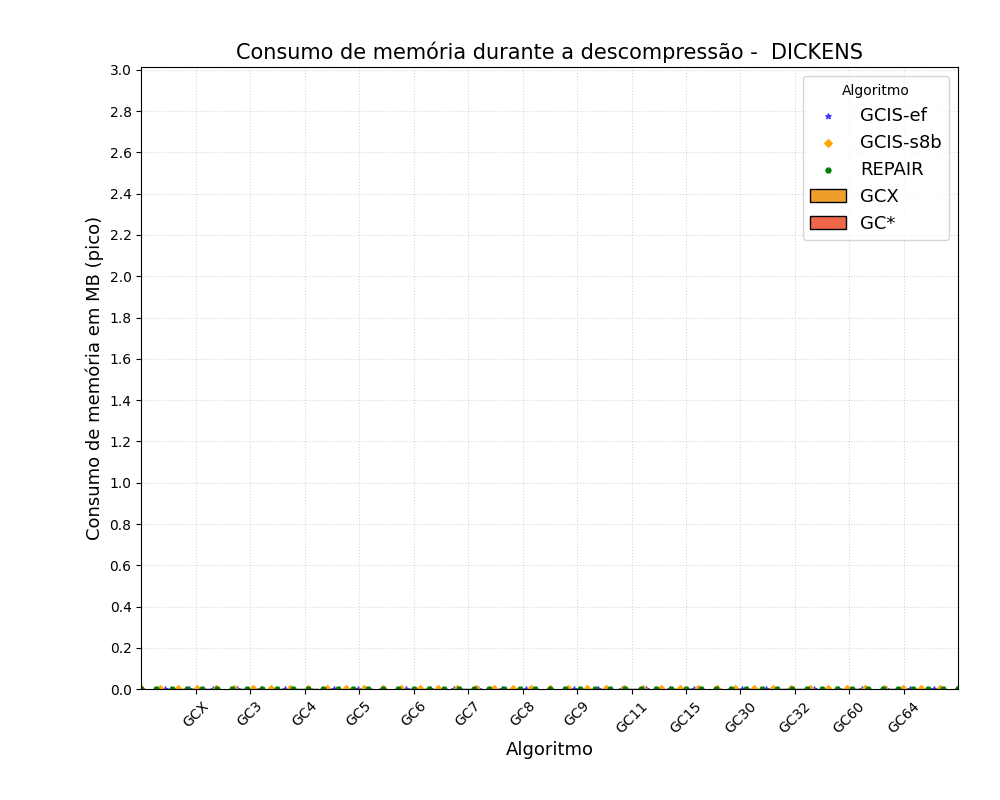 Consumo de memória durante a descompressão -  DICKENS
Consumo de memória em MB (pico)
3.0
2.8
2.6
2.4
2.2
2.0
1.8
1.6
1.4
1.2
1.0
0.8
0.6
0.4
0.2
0.0
Algoritmo
GCIS-ef
GCIS-s8b
REPAIR
GCX
GC*
GCX
GC3
GC4
GC5
GC6
GC7
GC8
GC9
GC11
GC15
GC30
GC32
GC60
GC64
Algoritmo